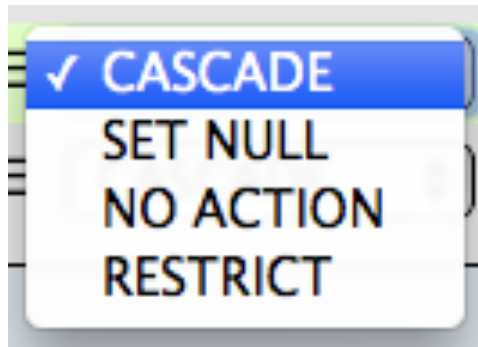 ✓ CASCADE
SET NULL
NO ACTION
RESTRICT